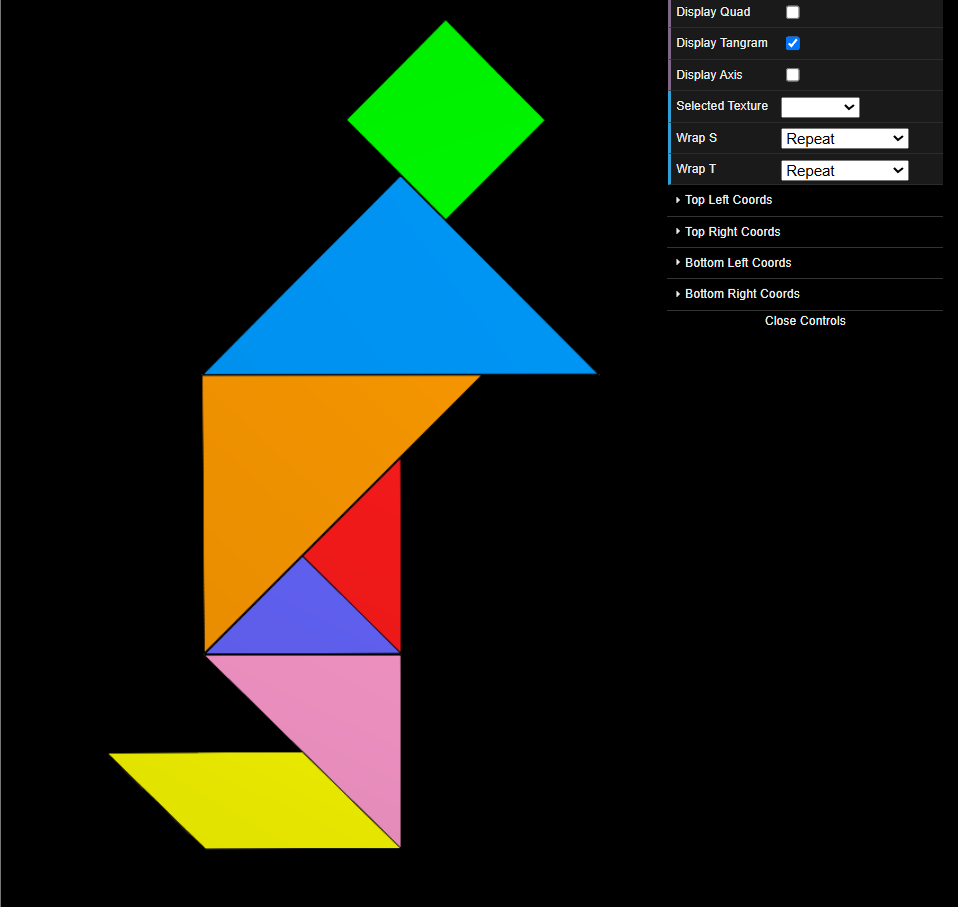 Display Quad
Display Tangram
Display Axis
Selected Texture
Wrap S Repeat
Wrap T Repeat
Top Left Coords
Top Right Coords
Bottom Left Coords
Bottom Right Coords
Close Controls